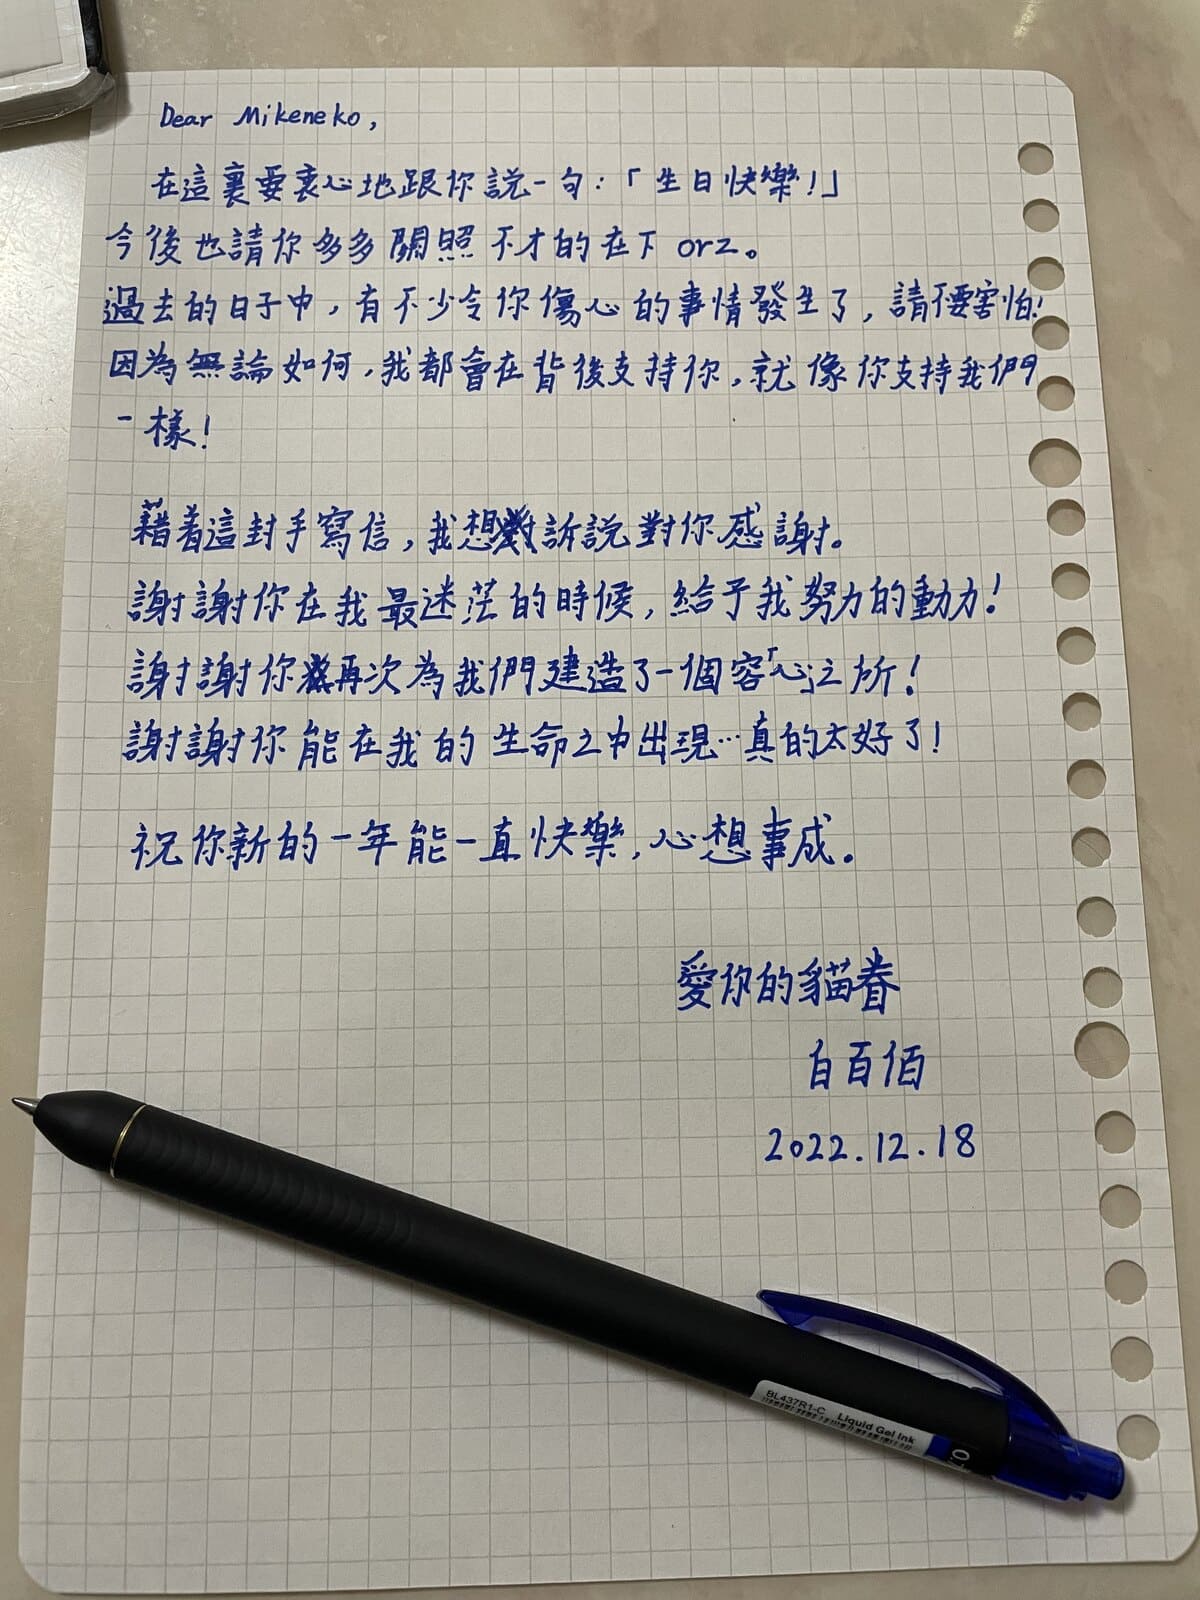 Dear Mikeneko,
在這裏要衷心地跟你說一句：「生日快樂！」
今後也請你多多關照不才的在下orz。
過去的日子中，有不少令你傷心的事情發生了，請不要害怕！
因為無論如何，我都會在背後支持你，就像你支持我們
一樣！
藉着這封手寫信，我想訴說對你感謝。
謝謝你在我最迷茫的時候，給予我努力的動力！
謝謝你再次為我們建造了一個容「心」之所！
謝謝你能在我的生命之中出現…真的太好了！
祝你新的一年能一直快樂，心想事成。
愛你的貓眷
白百佰
2022.12.18
BL437R1-C Liquid Gel Ink
0.7